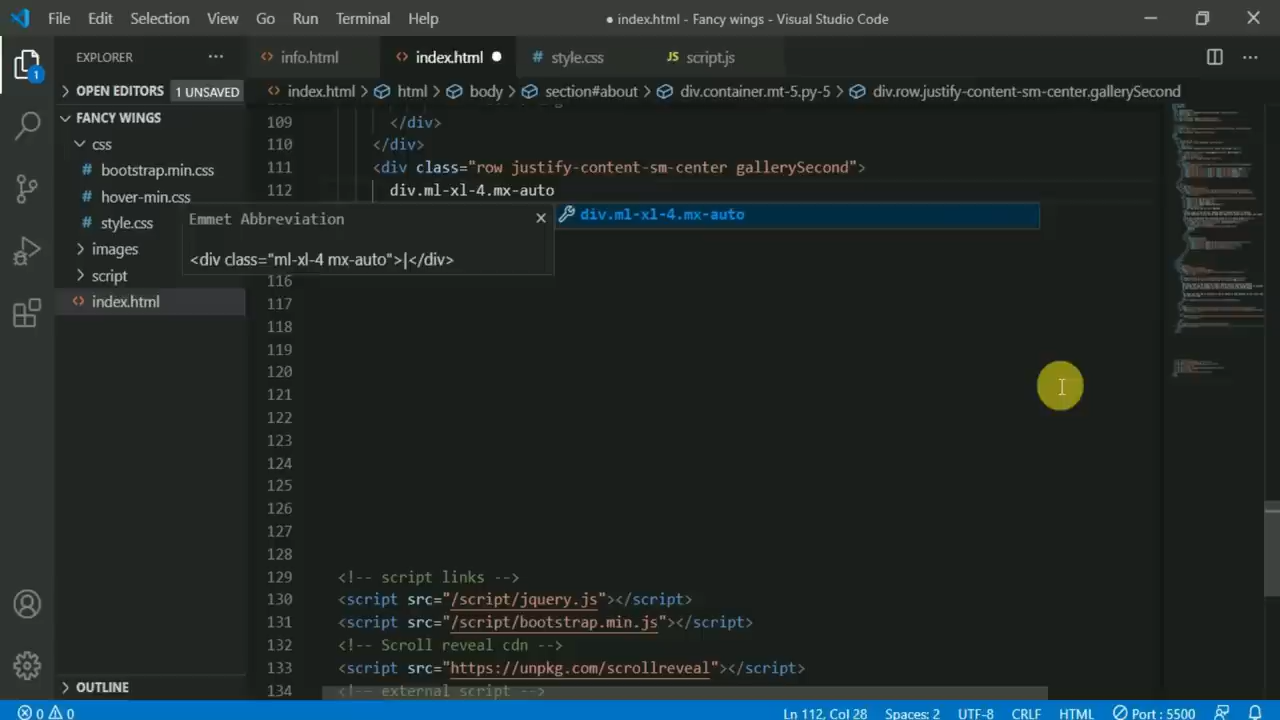 File Edit Selection View Go Run Terminal Help ● index.html - Fancy wings - Visual Studio Code
EXPLORER ··· <> info.html <> index.html ● # style.css JS script.js ···
OPEN EDITORS 1 UNSAVED
<> index.html > html > body > section#about > div.container.mt-5.py-5 > div.row.justify-content-sm-center.gallerySecond
1
FANCY WINGS
css
# bootstrap.min.css
# hover-min.css
# style.css
images
script
<> index.html
OUTLINE
109 </div>
110 </div>
111 <div class="row justify-content-sm-center gallerySecond">
112 div.ml-xl-4.mx-auto
div.ml-xl-4.mx-auto
Emmet Abbreviation ×
<div class="ml-xl-4 mx-auto">|</div>
116
117
118
119
120
121
122
123
124
125
126
127
128
129 <!-- script links -->
130 <script src="/script/jquery.js"></script>
131 <script src="/script/bootstrap.min.js"></script>
132 <!-- Scroll reveal cdn -->
133 <script src="https://unpkg.com/scrollreveal"></script>
134 <!-- external script -->
0 0 Ln 112, Col 28 Spaces: 2 UTF-8 CRLF HTML Port : 5500